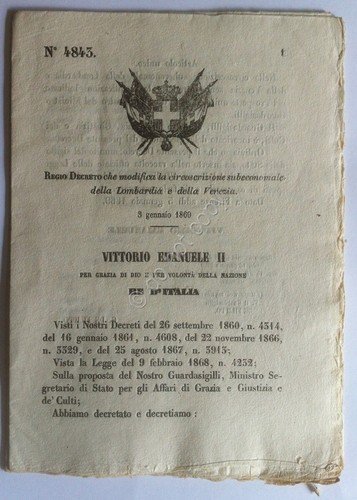 N° 4843.
1
REGIO DECRETO che modifica la circoscrizione subeconomale
della Lombardia e della Venezia.
3 gennaio 1869
VITTORIO EMANUELE II
PER GRAZIA DI DIO E PER VOLONTÀ DELLA NAZIONE
RE D'ITALIA
Visti i Nostri Decreti del 26 settembre 1860, n. 4314,
del 16 gennaio 1861, n. 4608, del 22 novembre 1866,
n. 3329, e del 25 agosto 1867, n. 3913;
Vista la Legge del 9 febbraio 1868, n. 4232;
Sulla proposta del Nostro Guardasigilli, Ministro Se-
gretario di Stato per gli Affari di Grazia e Giustizia e
de' Culti;
Abbiamo decretato e decretiamo: